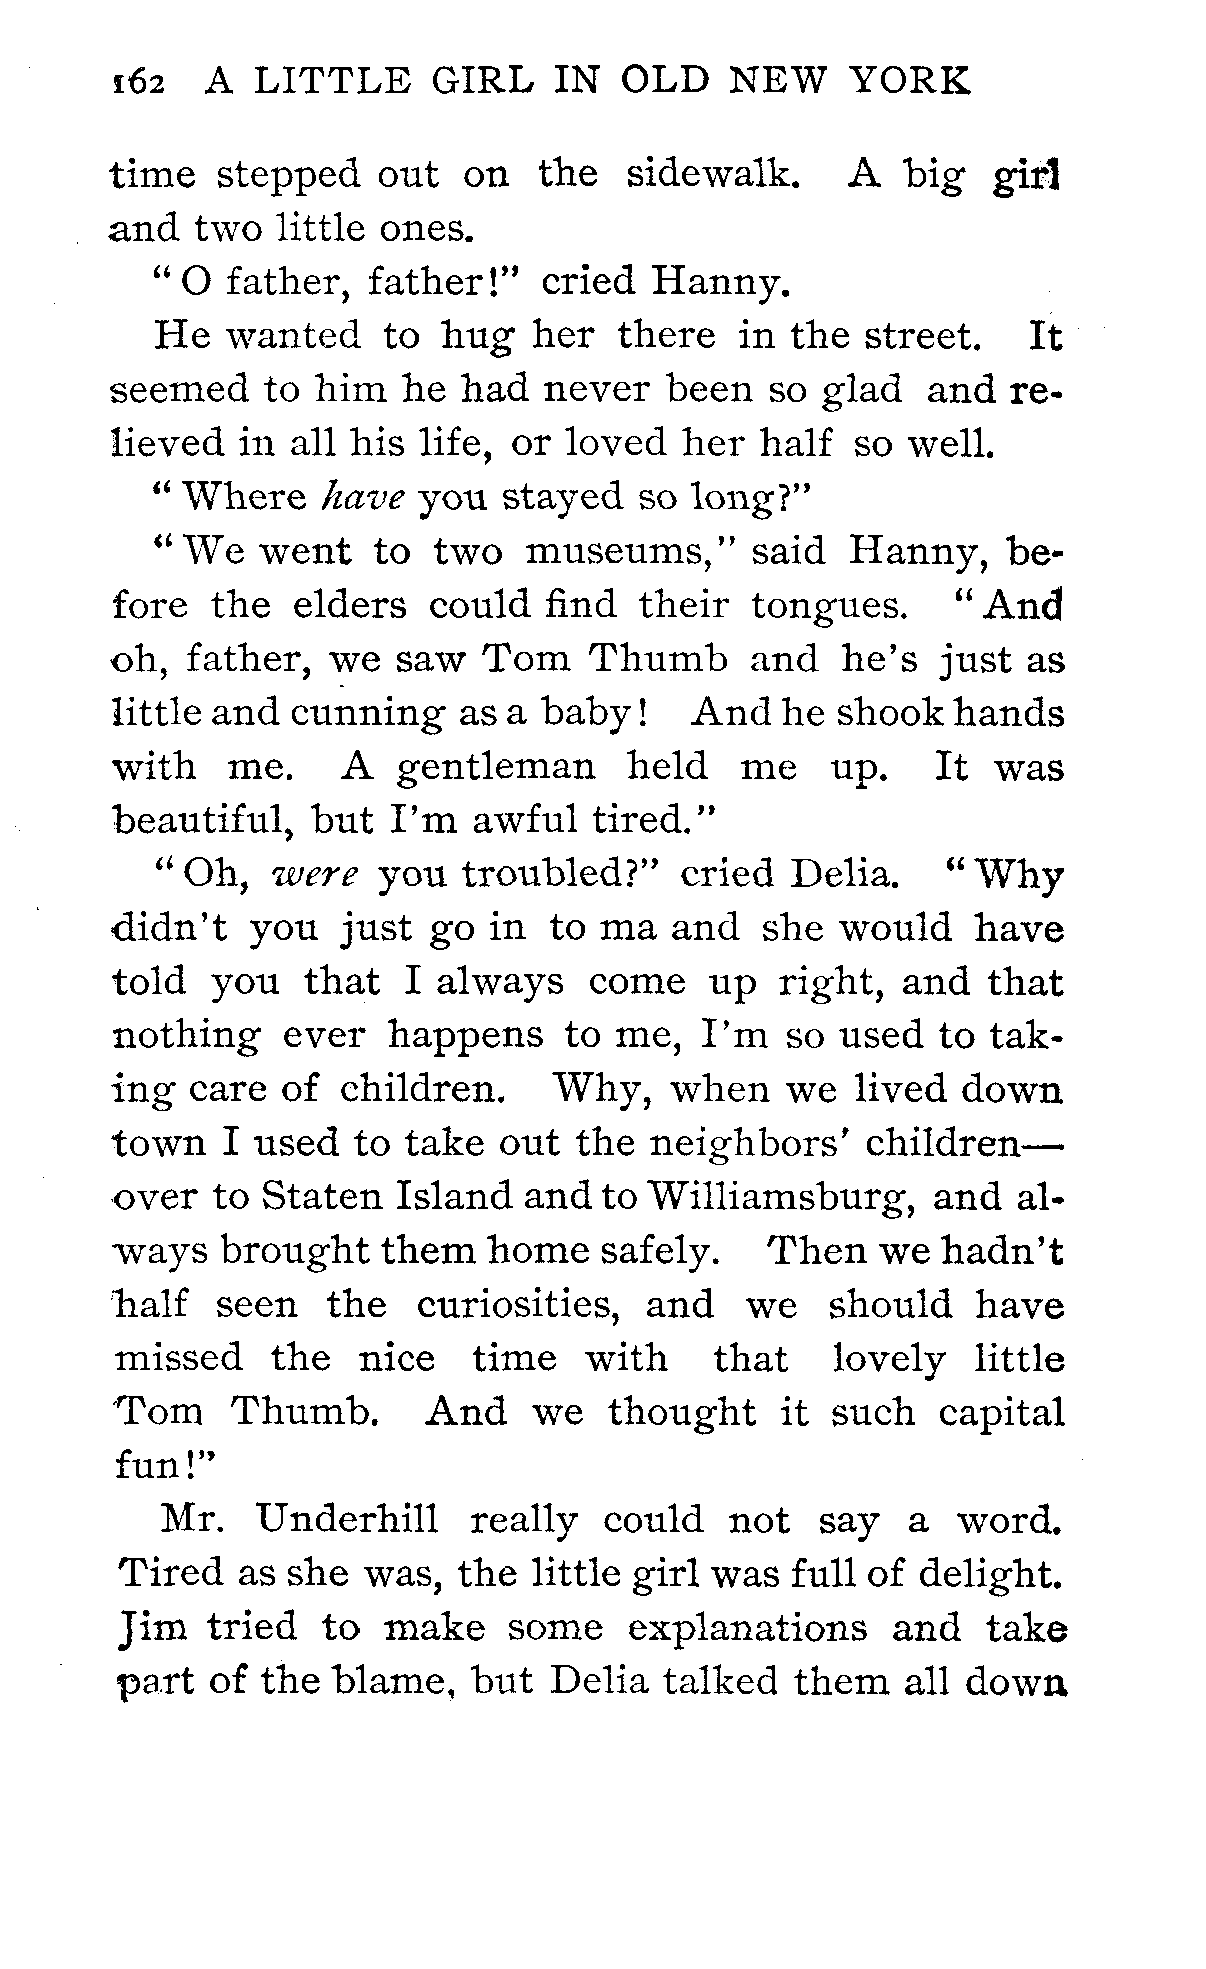 162 A LITTLE GIRL IN OLD NEW YORK
time stepped out on the sidewalk. A big girl
and two little ones.
" O father, father!" cried Hanny.
He wanted to hug her there in the street. It
seemed to him he had never been so glad and re-
lieved in all his life, or loved her half so well.
" Where have you stayed so long?"
" We went to two museums," said Hanny, be-
fore the elders could find their tongues. " And
oh, father, we saw Tom Thumb and he's just as
little and cunning as a baby! And he shook hands
with me. A gentleman held me up. It was
beautiful, but I'm awful tired."
" Oh, were you troubled?" cried Delia. " Why
didn't you just go in to ma and she would have
told you that I always come up right, and that
nothing ever happens to me, I'm so used to tak-
ing care of children. Why, when we lived down
town I used to take out the neighbors' children—
over to Staten Island and to Williamsburg, and al-
ways brought them home safely. Then we hadn't
half seen the curiosities, and we should have
missed the nice time with that lovely little
Tom Thumb. And we thought it such capital
fun!"
Mr. Underhill really could not say a word.
Tired as she was, the little girl was full of delight.
Jim tried to make some explanations and take
part of the blame, but Delia talked them all down